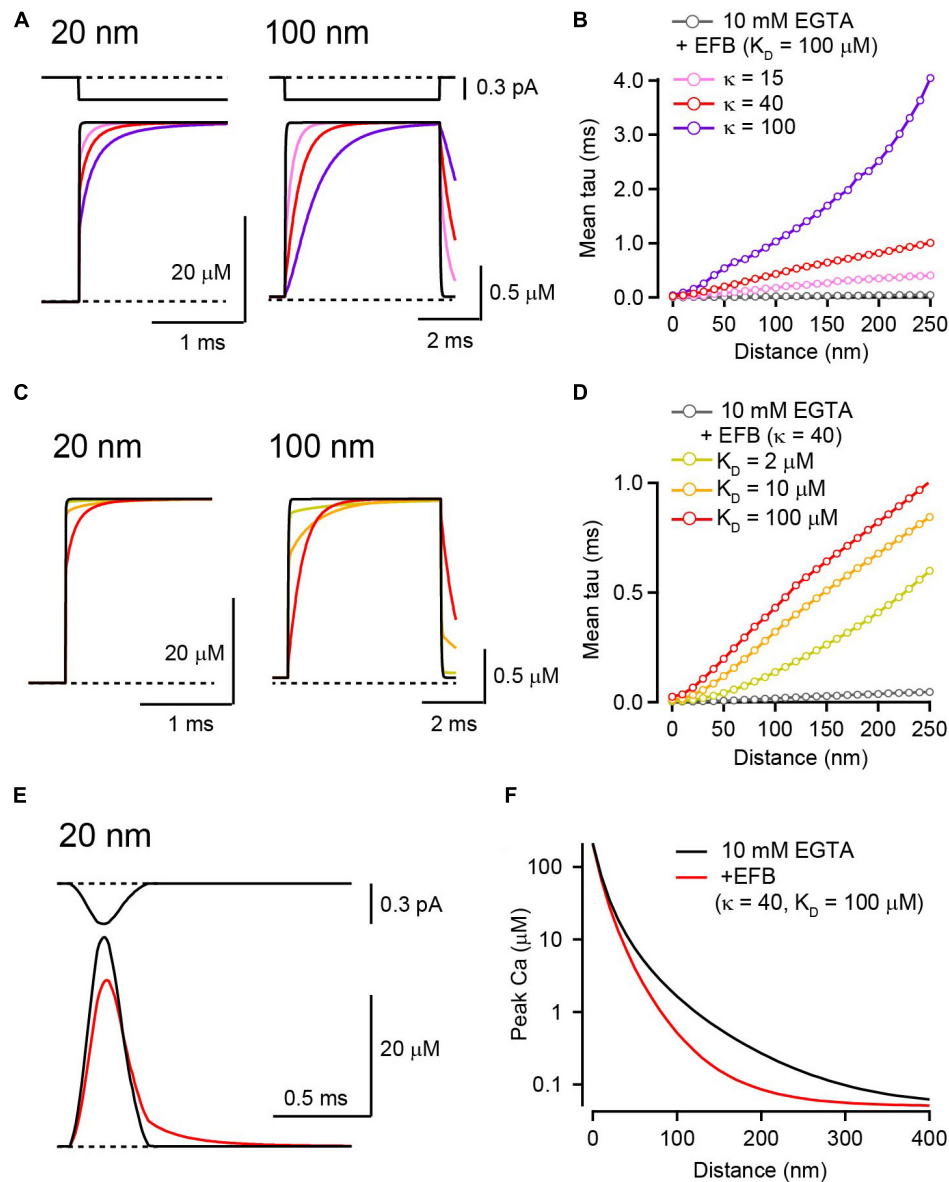 A
20 nm
100 nm
0.3 pA
20 μM
1 ms
0.5 μM
2 ms
B
10 mM EGTA
+ EFB (KD = 100 μM)
κ = 15
κ = 40
κ = 100
Mean tau (ms)
4.0
3.0
2.0
1.0
0.0
0 50 100 150 200 250
Distance (nm)
C
20 nm
100 nm
20 μM
1 ms
0.5 μM
2 ms
D
10 mM EGTA
+ EFB (κ = 40)
KD = 2 μM
KD = 10 μM
KD = 100 μM
Mean tau (ms)
1.0
0.5
0.0
0 50 100 150 200 250
Distance (nm)
E
20 nm
0.3 pA
20 μM
0.5 ms
F
10 mM EGTA
+EFB
(κ = 40, KD = 100 μM)
Peak Ca (μM)
100
10
1
0.1
0 100 200 300 400
Distance (nm)